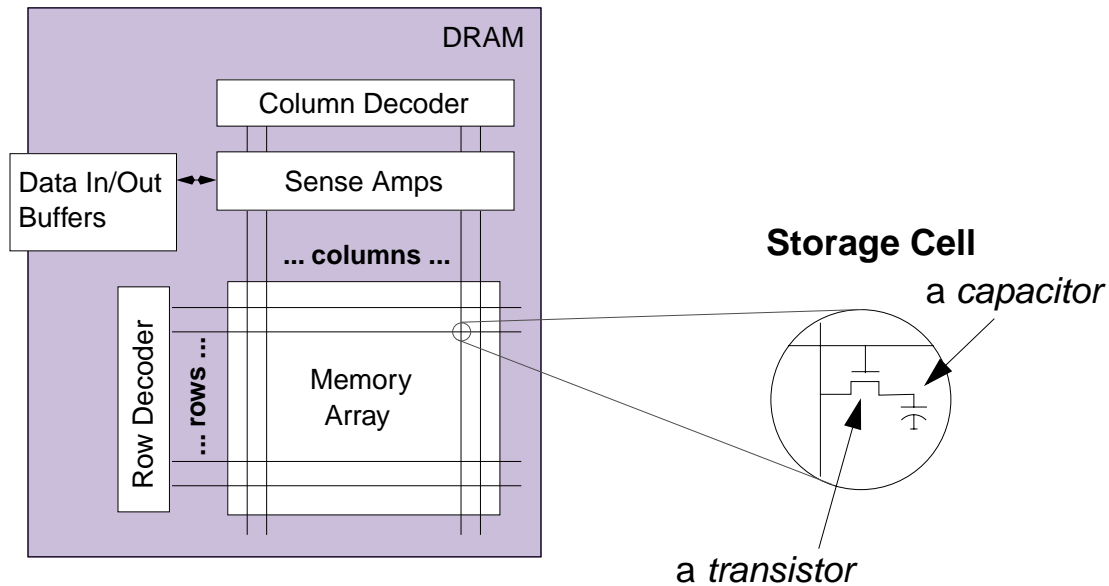 DRAM
Column Decoder
Sense Amps
Data In/Out
Buffers
... columns ...
Row Decoder
... rows ...
Memory
Array
Storage Cell
a capacitor
a transistor